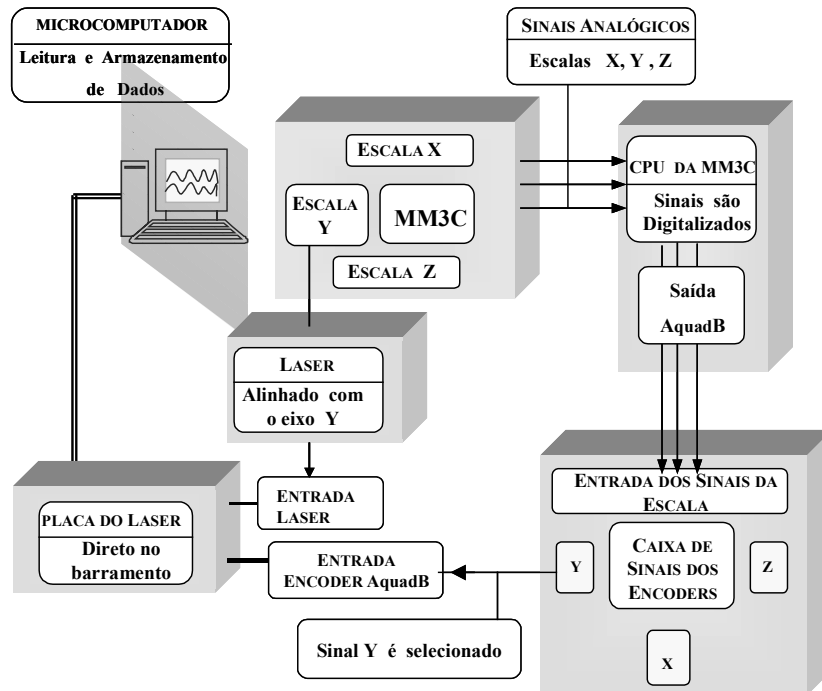 MICROCOMPUTADOR
Leitura e Armazenamento
de Dados
SINAIS ANALÓGICOS
Escalas X, Y , Z
ESCALA X
ESCALA
Y
MM3C
ESCALA Z
CPU DA MM3C
Sinais são
Digitalizados
Saída
AquadB
LASER
Alinhado com
o eixo Y
ENTRADA
LASER
PLACA DO LASER
Direto no
barramento
ENTRADA
ENCODER AquadB
Sinal Y é selecionado
ENTRADA DOS SINAIS DA
ESCALA
Y
CAIXA DE
SINAIS DOS
ENCODERS
Z
X